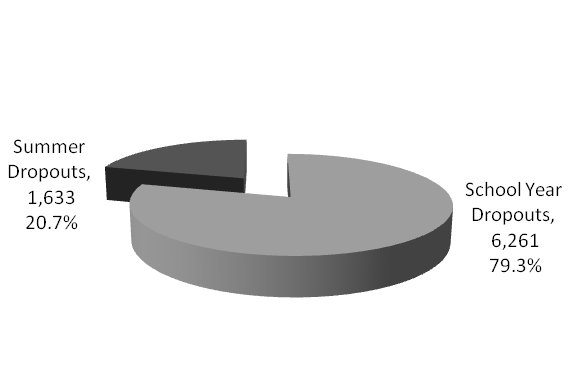 Summer
Dropouts,
1,633
20.7%
School Year
Dropouts,
6,261
79.3%